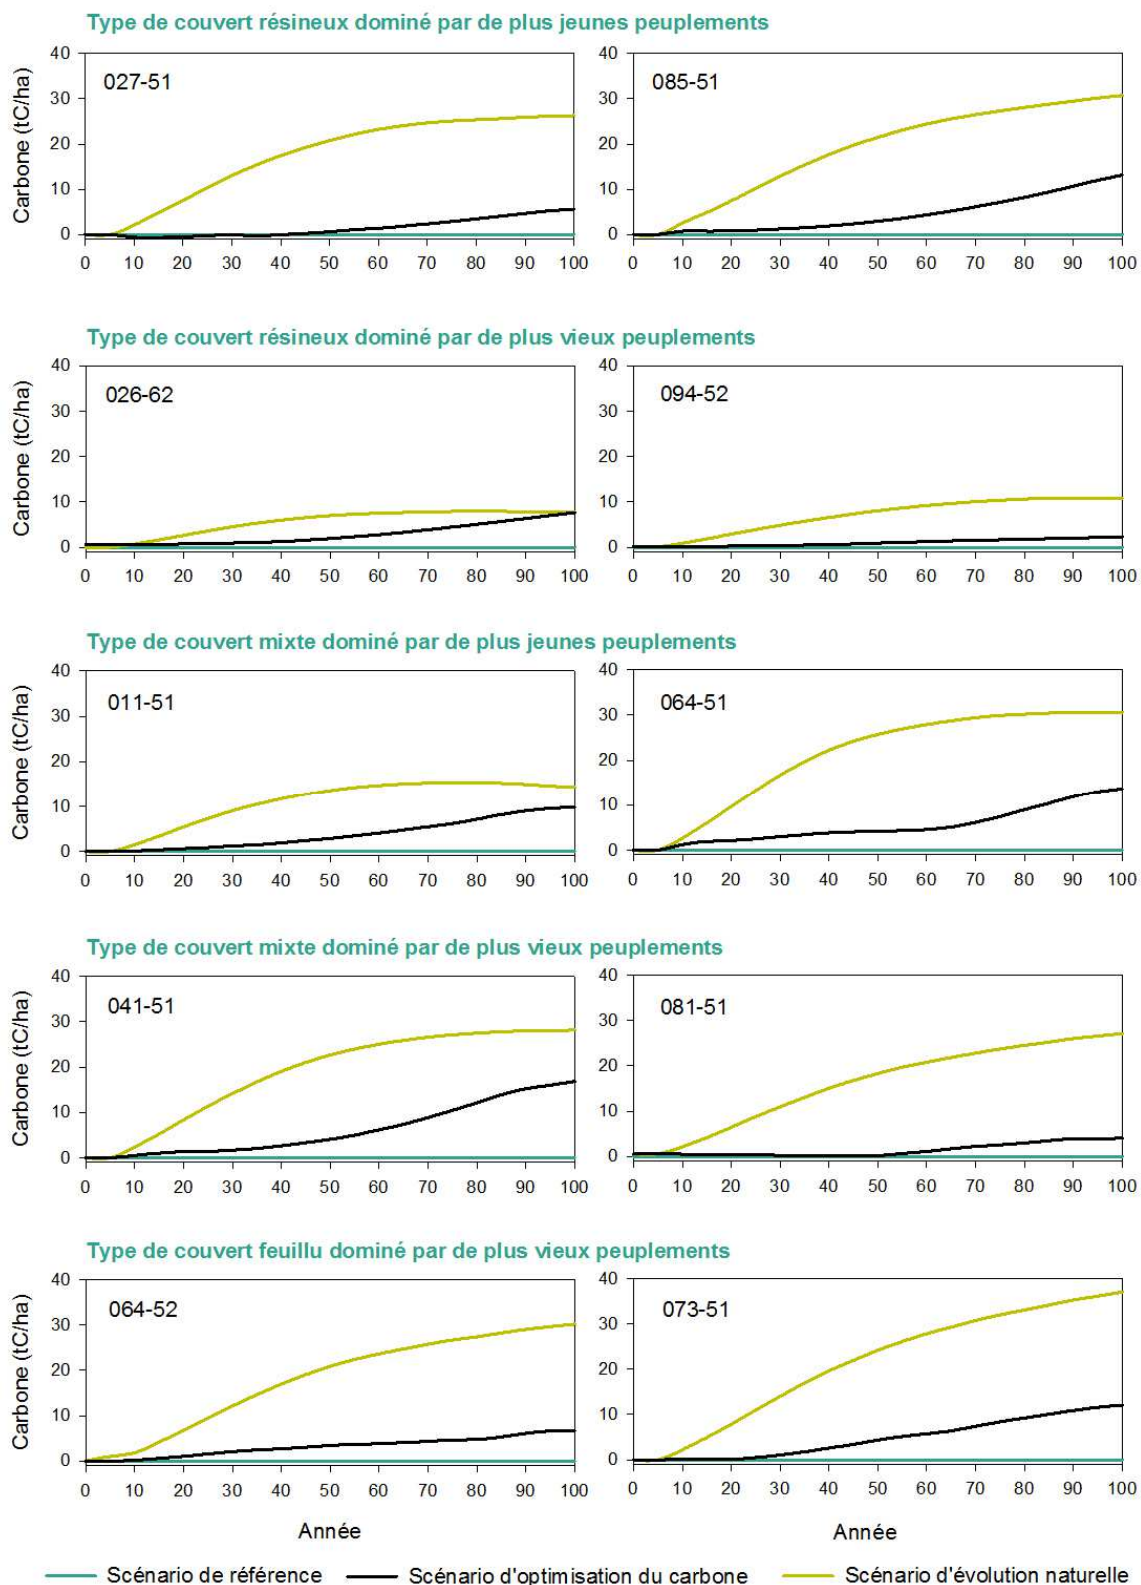 Type de couvert résineux dominé par de plus jeunes peuplements
Carbone (tC/ha)
40
30
20
10
0
027-51
0 10 20 30 40 50 60 70 80 90 100
40
30
20
10
0
085-51
0 10 20 30 40 50 60 70 80 90 100
Type de couvert résineux dominé par de plus vieux peuplements
Carbone (tC/ha)
40
30
20
10
0
026-62
0 10 20 30 40 50 60 70 80 90 100
40
30
20
10
0
094-52
0 10 20 30 40 50 60 70 80 90 100
Type de couvert mixte dominé par de plus jeunes peuplements
Carbone (tC/ha)
40
30
20
10
0
011-51
0 10 20 30 40 50 60 70 80 90 100
40
30
20
10
0
064-51
0 10 20 30 40 50 60 70 80 90 100
Type de couvert mixte dominé par de plus vieux peuplements
Carbone (tC/ha)
40
30
20
10
0
041-51
0 10 20 30 40 50 60 70 80 90 100
40
30
20
10
0
081-51
0 10 20 30 40 50 60 70 80 90 100
Type de couvert feuillu dominé par de plus vieux peuplements
Carbone (tC/ha)
40
30
20
10
0
064-52
0 10 20 30 40 50 60 70 80 90 100
Année
40
30
20
10
0
073-51
0 10 20 30 40 50 60 70 80 90 100
Année
Scénario de référence Scénario d'optimisation du carbone Scénario d'évolution naturelle